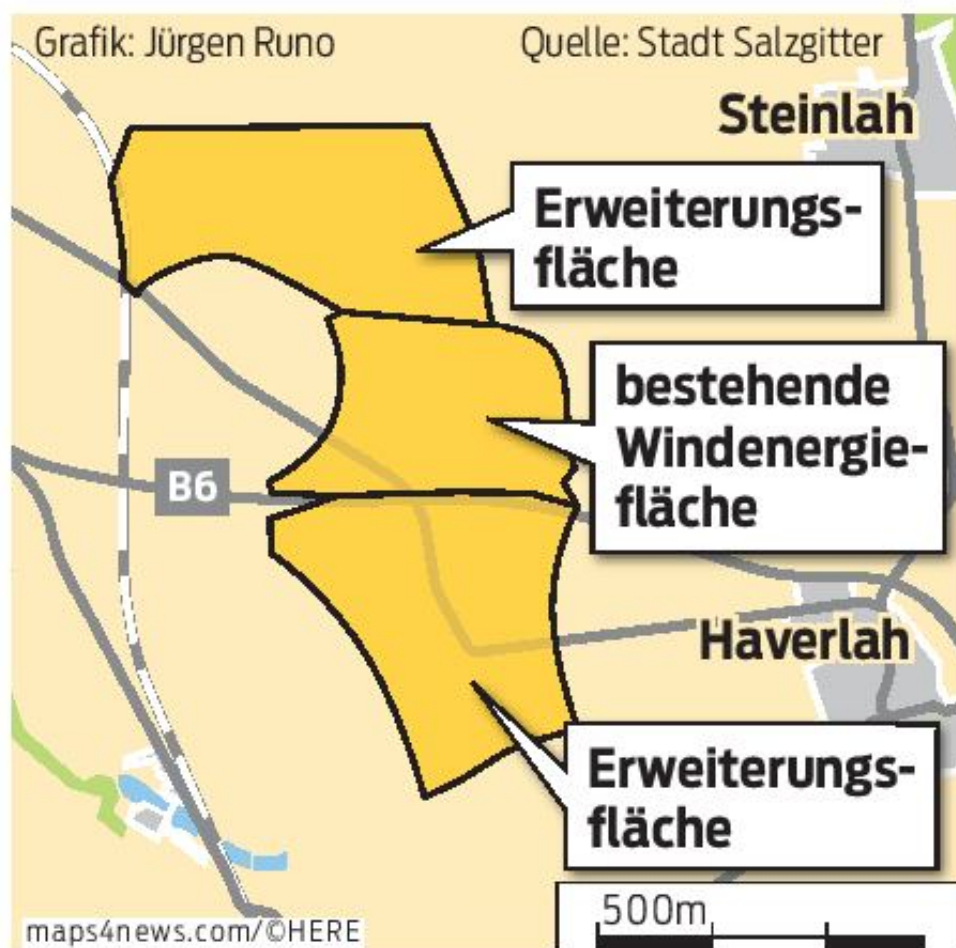 Grafik: Jürgen Runo
Quelle: Stadt Salzgitter
Steinlah
Erweiterungs-
fläche
bestehende
Windenergie-
fläche
B6
Haverlah
Erweiterungs-
fläche
500m
maps4news.com/©HERE